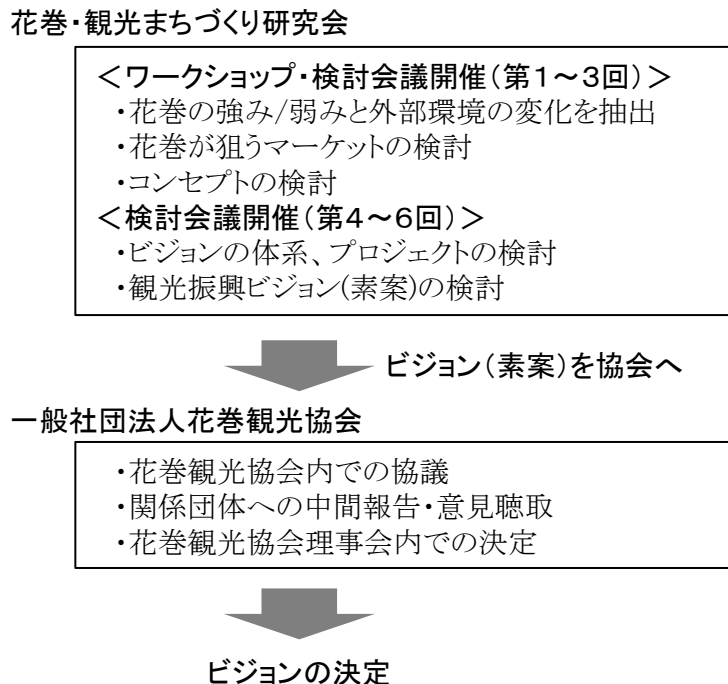 花巻・観光まちづくり研究会
＜ワークショップ・検討会議開催（第１～３回）＞
・花巻の強み/弱みと外部環境の変化を抽出
・花巻が狙うマーケットの検討
・コンセプトの検討
＜検討会議開催（第４～６回）＞
・ビジョンの体系、プロジェクトの検討
・観光振興ビジョン(素案)の検討
ビジョン（素案）を協会へ
一般社団法人花巻観光協会
・花巻観光協会内での協議
・関係団体への中間報告・意見聴取
・花巻観光協会理事会内での決定
ビジョンの決定